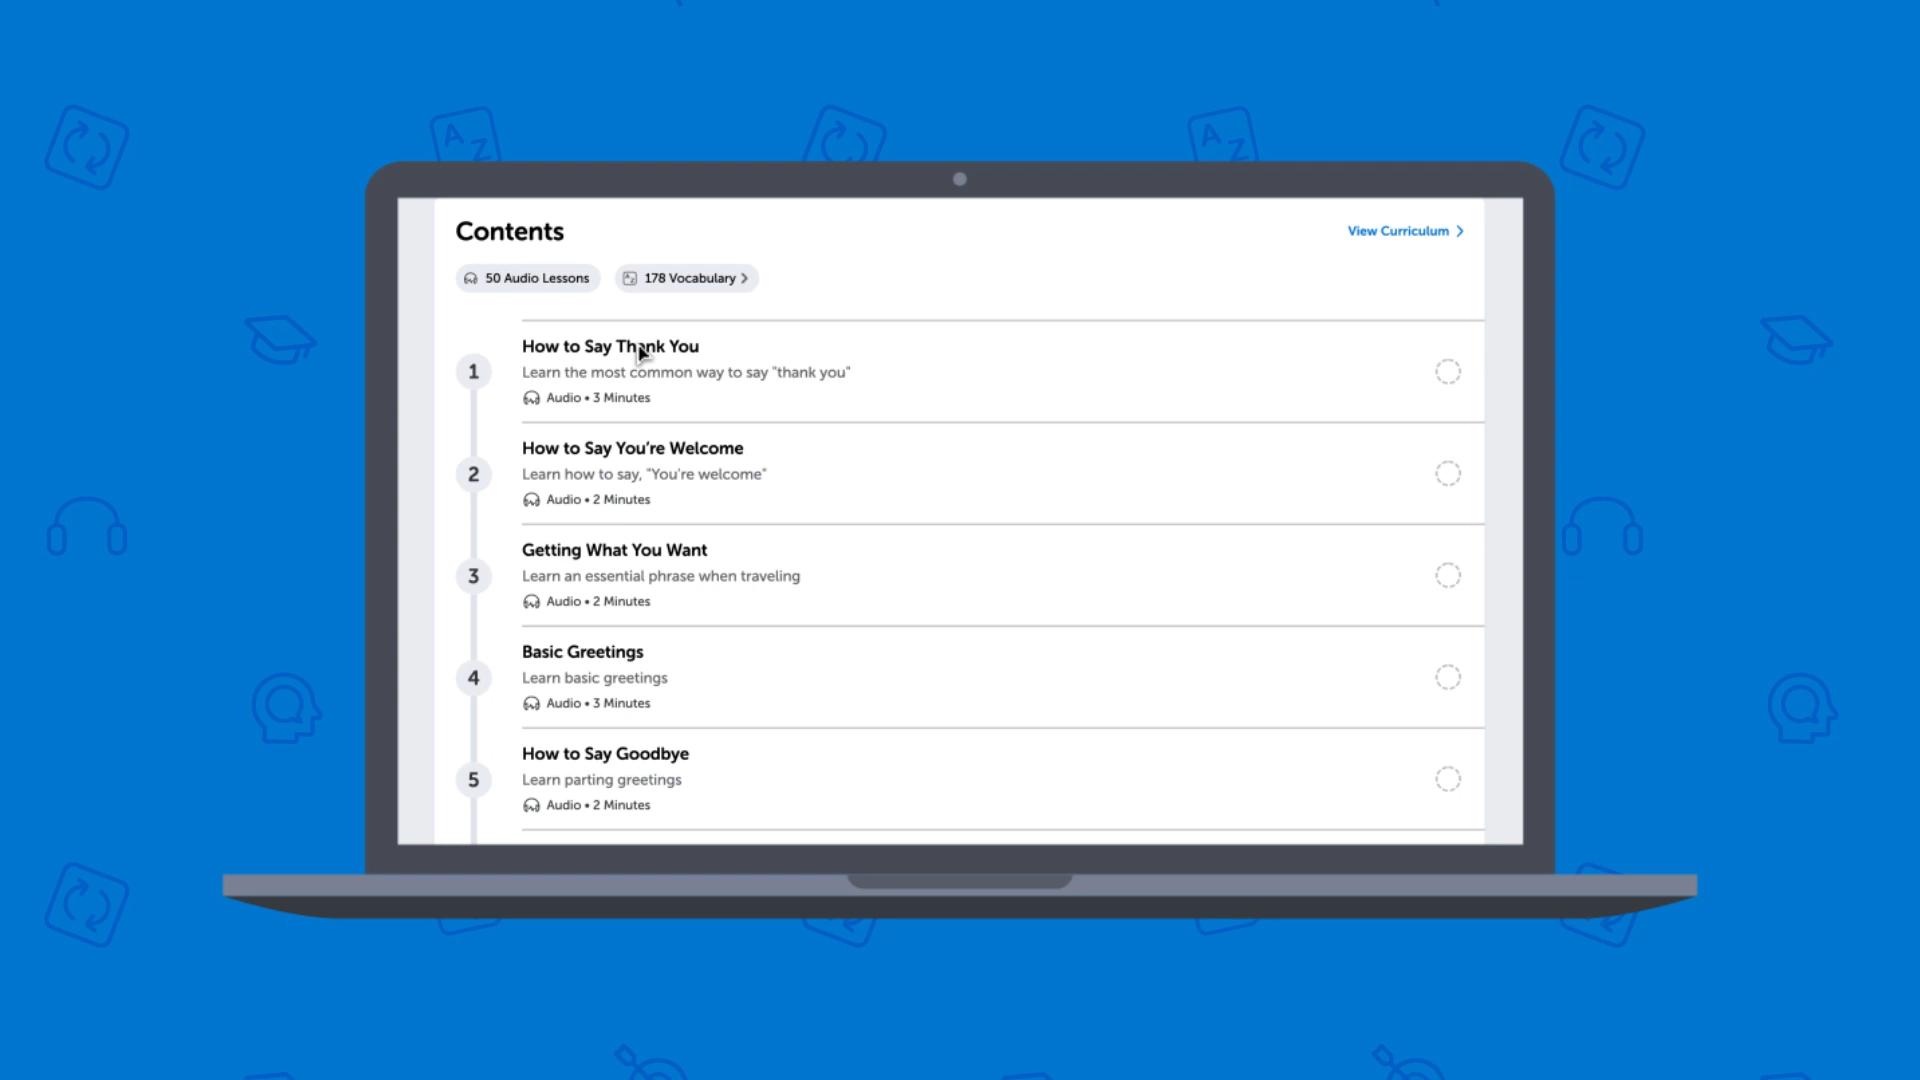 Contents
View Curriculum
50 Audio Lessons
178 Vocabulary
1
How to Say Thank You
Learn the most common way to say "thank you"
Audio • 3 Minutes
2
How to Say You’re Welcome
Learn how to say, "You're welcome"
Audio • 2 Minutes
3
Getting What You Want
Learn an essential phrase when traveling
Audio • 2 Minutes
4
Basic Greetings
Learn basic greetings
Audio • 3 Minutes
5
How to Say Goodbye
Learn parting greetings
Audio • 2 Minutes